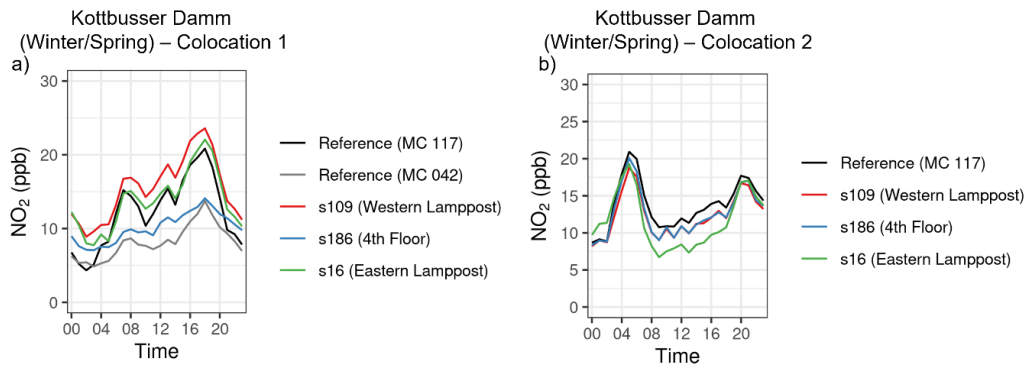 Kottbusser Damm
(Winter/Spring) – Colocation 1
a)
30
20
10
0
NO2 (ppb)
00 04 08 12 16 20
Time
Reference (MC 117)
Reference (MC 042)
s109 (Western Lamppost)
s186 (4th Floor)
s16 (Eastern Lamppost)
Kottbusser Damm
(Winter/Spring) – Colocation 2
b)
30
25
20
15
10
5
0
NO2 (ppb)
00 04 08 12 16 20
Time
Reference (MC 117)
s109 (Western Lamppost)
s186 (4th Floor)
s16 (Eastern Lamppost)